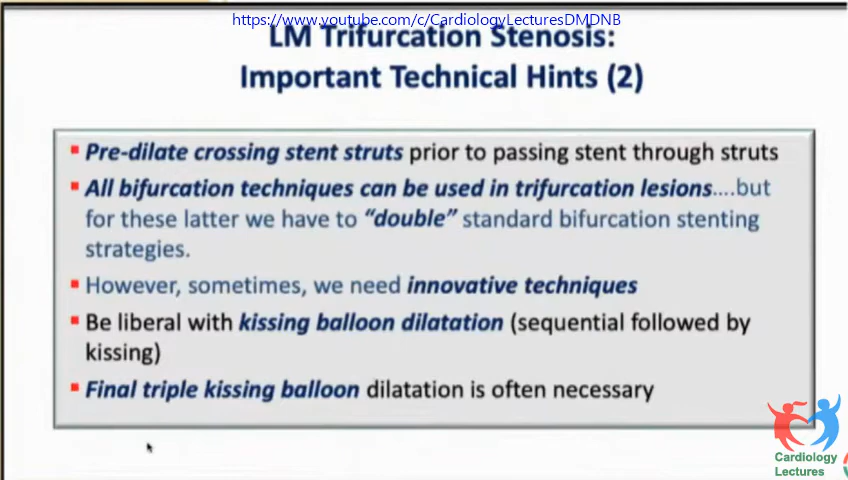 https://www.youtube.com/c/CardiologyLecturesDMDNB
LM Trifurcation Stenosis:
Important Technical Hints (2)
Pre-dilate crossing stent struts prior to passing stent through struts
All bifurcation techniques can be used in trifurcation lesions....but
for these latter we have to “double” standard bifurcation stenting
strategies.
However, sometimes, we need innovative techniques
Be liberal with kissing balloon dilatation (sequential followed by
kissing)
Final triple kissing balloon dilatation is often necessary
Cardiology
Lectures